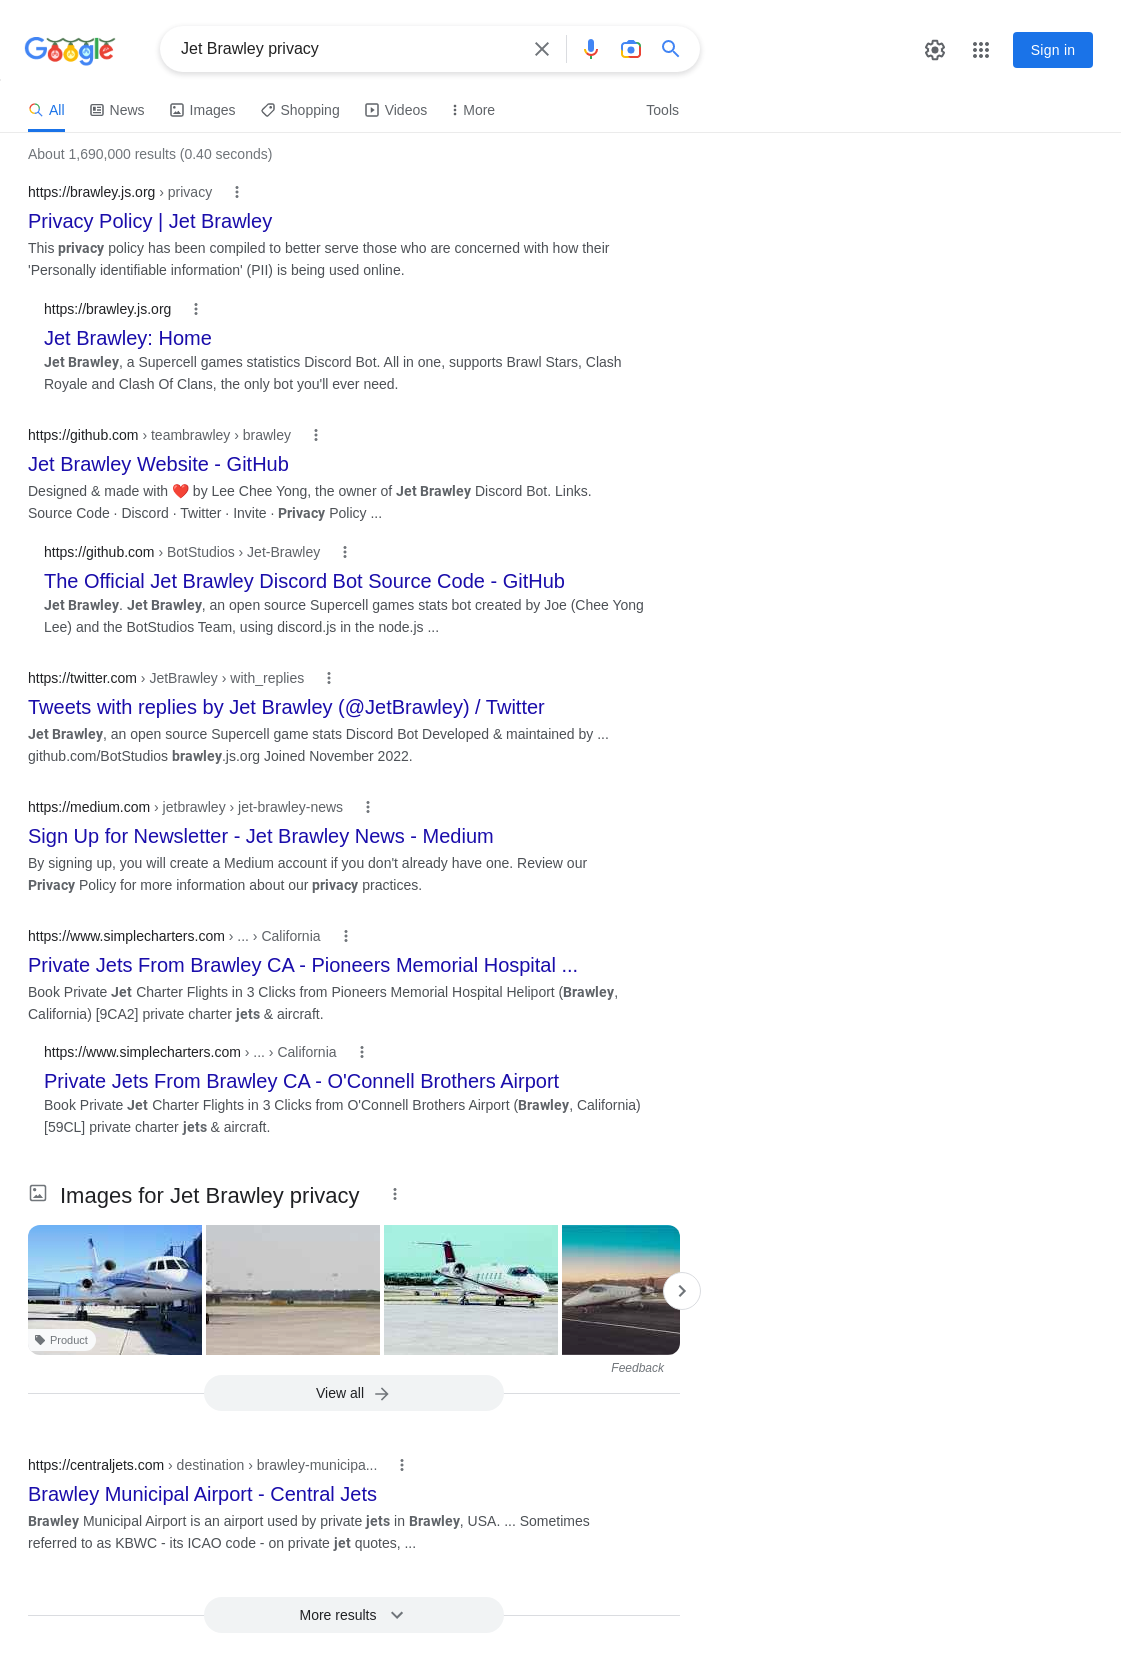 Google
Jet Brawley privacy
Sign in
All
News
Images
Shopping
Videos
More
Tools
About 1,690,000 results (0.40 seconds)
https://brawley.js.org › privacy
Privacy Policy | Jet Brawley
This privacy policy has been compiled to better serve those who are concerned with how their
'Personally identifiable information' (PII) is being used online.
https://brawley.js.org
Jet Brawley: Home
Jet Brawley, a Supercell games statistics Discord Bot. All in one, supports Brawl Stars, Clash
Royale and Clash Of Clans, the only bot you'll ever need.
https://github.com › teambrawley › brawley
Jet Brawley Website - GitHub
Designed & made with ❤️ by Lee Chee Yong, the owner of Jet Brawley Discord Bot. Links.
Source Code · Discord · Twitter · Invite · Privacy Policy ...
https://github.com › BotStudios › Jet-Brawley
The Official Jet Brawley Discord Bot Source Code - GitHub
Jet Brawley. Jet Brawley, an open source Supercell games stats bot created by Joe (Chee Yong
Lee) and the BotStudios Team, using discord.js in the node.js ...
https://twitter.com › JetBrawley › with_replies
Tweets with replies by Jet Brawley (@JetBrawley) / Twitter
Jet Brawley, an open source Supercell game stats Discord Bot Developed & maintained by ...
github.com/BotStudios brawley.js.org Joined November 2022.
https://medium.com › jetbrawley › jet-brawley-news
Sign Up for Newsletter - Jet Brawley News - Medium
By signing up, you will create a Medium account if you don't already have one. Review our
Privacy Policy for more information about our privacy practices.
https://www.simplecharters.com › ... › California
Private Jets From Brawley CA - Pioneers Memorial Hospital ...
Book Private Jet Charter Flights in 3 Clicks from Pioneers Memorial Hospital Heliport (Brawley,
California) [9CA2] private charter jets & aircraft.
https://www.simplecharters.com › ... › California
Private Jets From Brawley CA - O'Connell Brothers Airport
Book Private Jet Charter Flights in 3 Clicks from O'Connell Brothers Airport (Brawley, California)
[59CL] private charter jets & aircraft.
Images for Jet Brawley privacy
Product
Feedback
View all
https://centraljets.com › destination › brawley-municipa...
Brawley Municipal Airport - Central Jets
Brawley Municipal Airport is an airport used by private jets in Brawley, USA. ... Sometimes
referred to as KBWC - its ICAO code - on private jet quotes, ...
More results